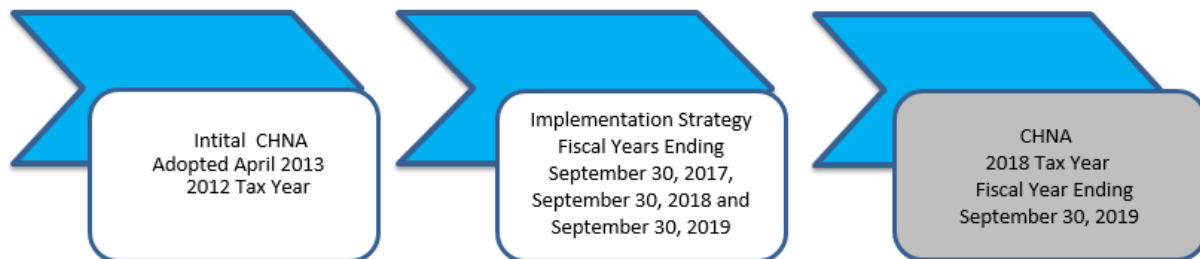 Intital CHNA
Adopted April 2013
2012 Tax Year
Implementation Strategy
Fiscal Years Ending
September 30, 2017,
September 30, 2018 and
September 30, 2019
CHNA
2018 Tax Year
Fiscal Year Ending
September 30, 2019